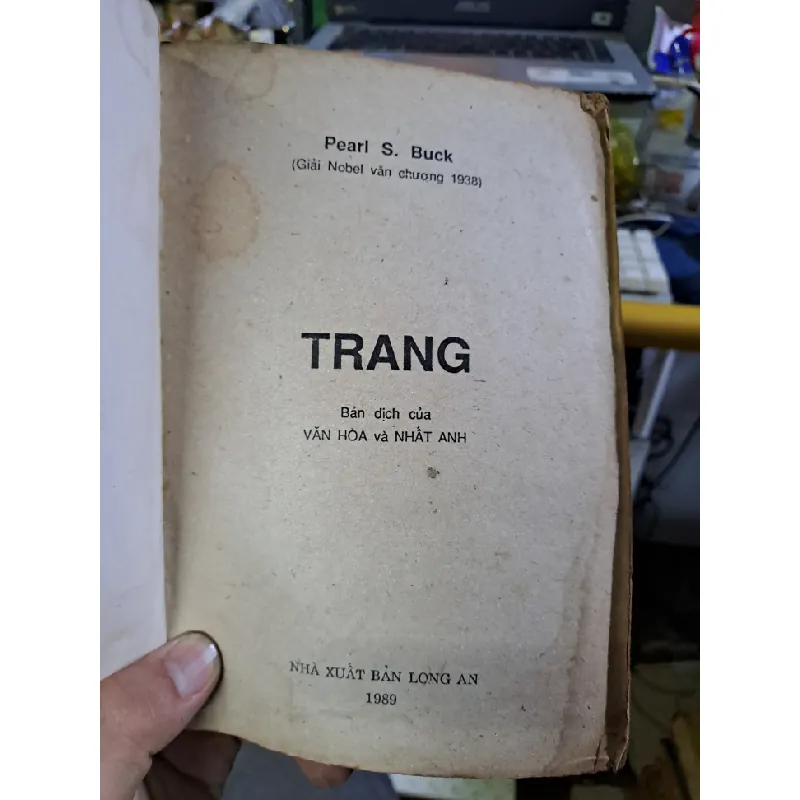 ASUS
Pearl S. Buck
(Giải Nobel văn chương 1938)
TRANG
Bản dịch của
VĂN HÒA và NHẤT ANH
NHÀ XUẤT BẢN LONG AN
1989